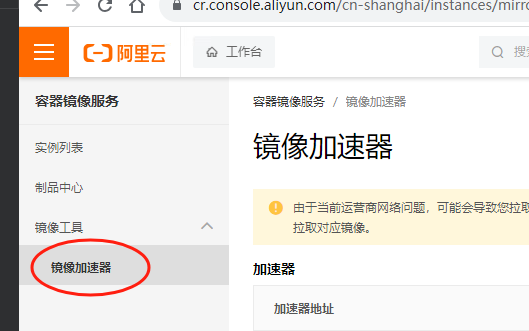 cr.console.aliyun.com/cn-shanghai/instances/mirro
阿里云
工作台
搜索
容器镜像服务
容器镜像服务 / 镜像加速器
实例列表
镜像加速器
制品中心
由于当前运营商网络问题，可能会导致您拉取
镜像工具
拉取对应镜像。
镜像加速器
加速器
加速器地址